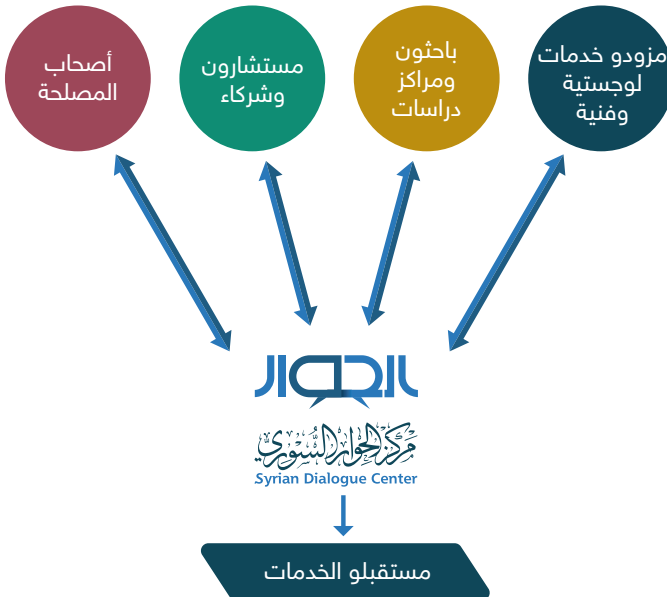 مزودو خدمات
لوجستية
وفنية
باحثون
ومراكز
دراسات
مستشارون
وشركاء
أصحاب
المصلحة
الحوار
مركز الحوار السوري
Syrian Dialogue Center
مستقبلو الخدمات